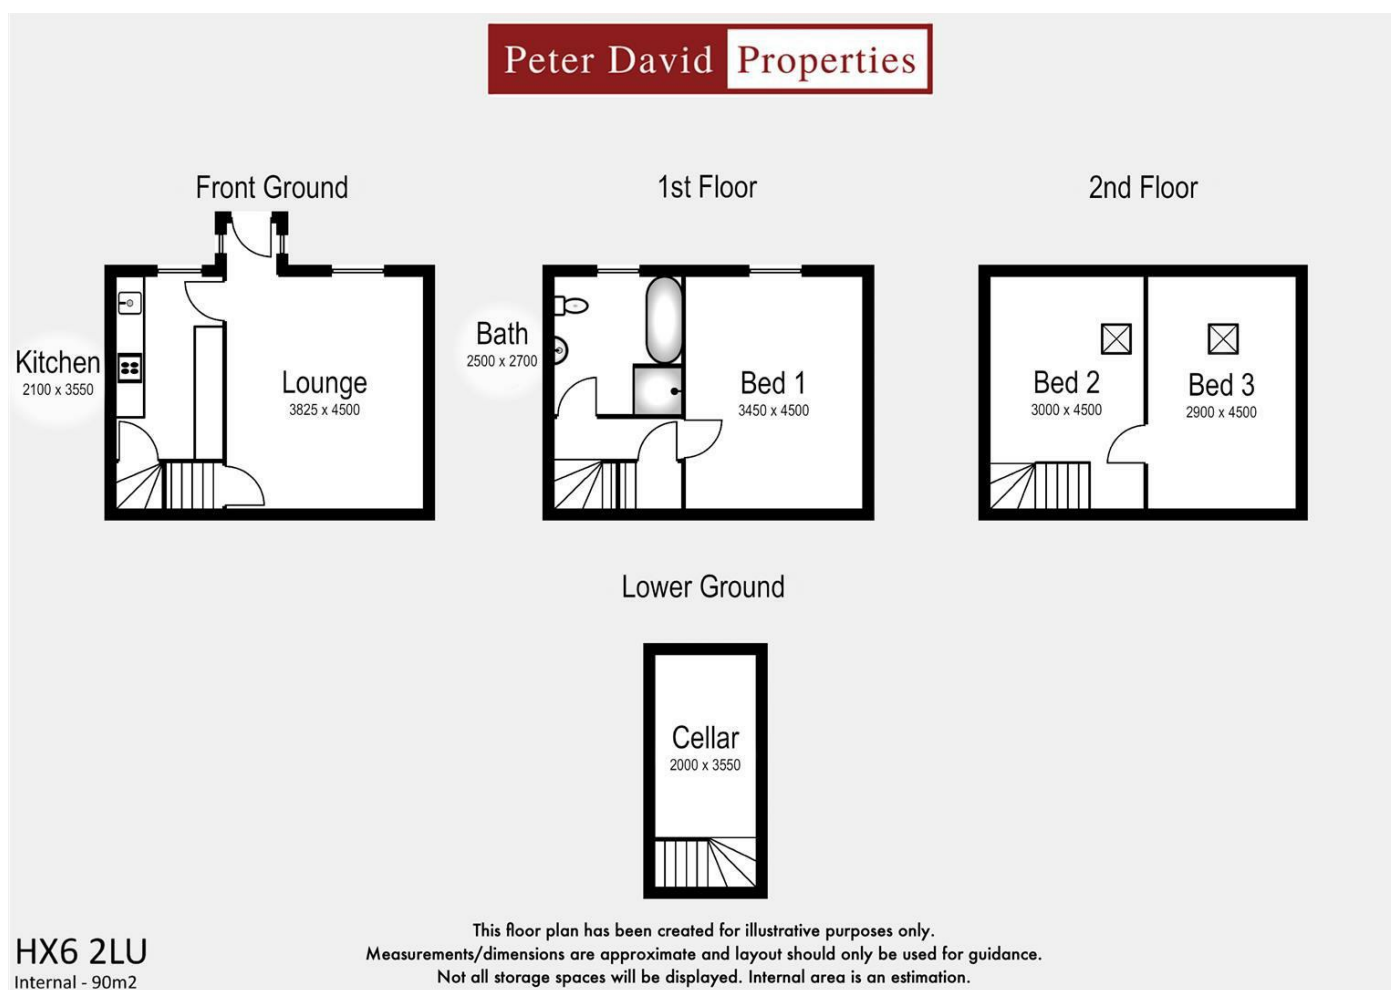 Peter David Properties
Front Ground
1st Floor
2nd Floor
Kitchen
2100 x 3550
Lounge
3825 x 4500
Bath
2500 x 2700
Bed 1
3450 x 4500
Bed 2
3000 x 4500
Bed 3
2900 x 4500
Lower Ground
Cellar
2000 x 3550
HX6 2LU
Internal - 90m2
This floor plan has been created for illustrative purposes only.
Measurements/dimensions are approximate and layout should only be used for guidance.
Not all storage spaces will be displayed. Internal area is an estimation.